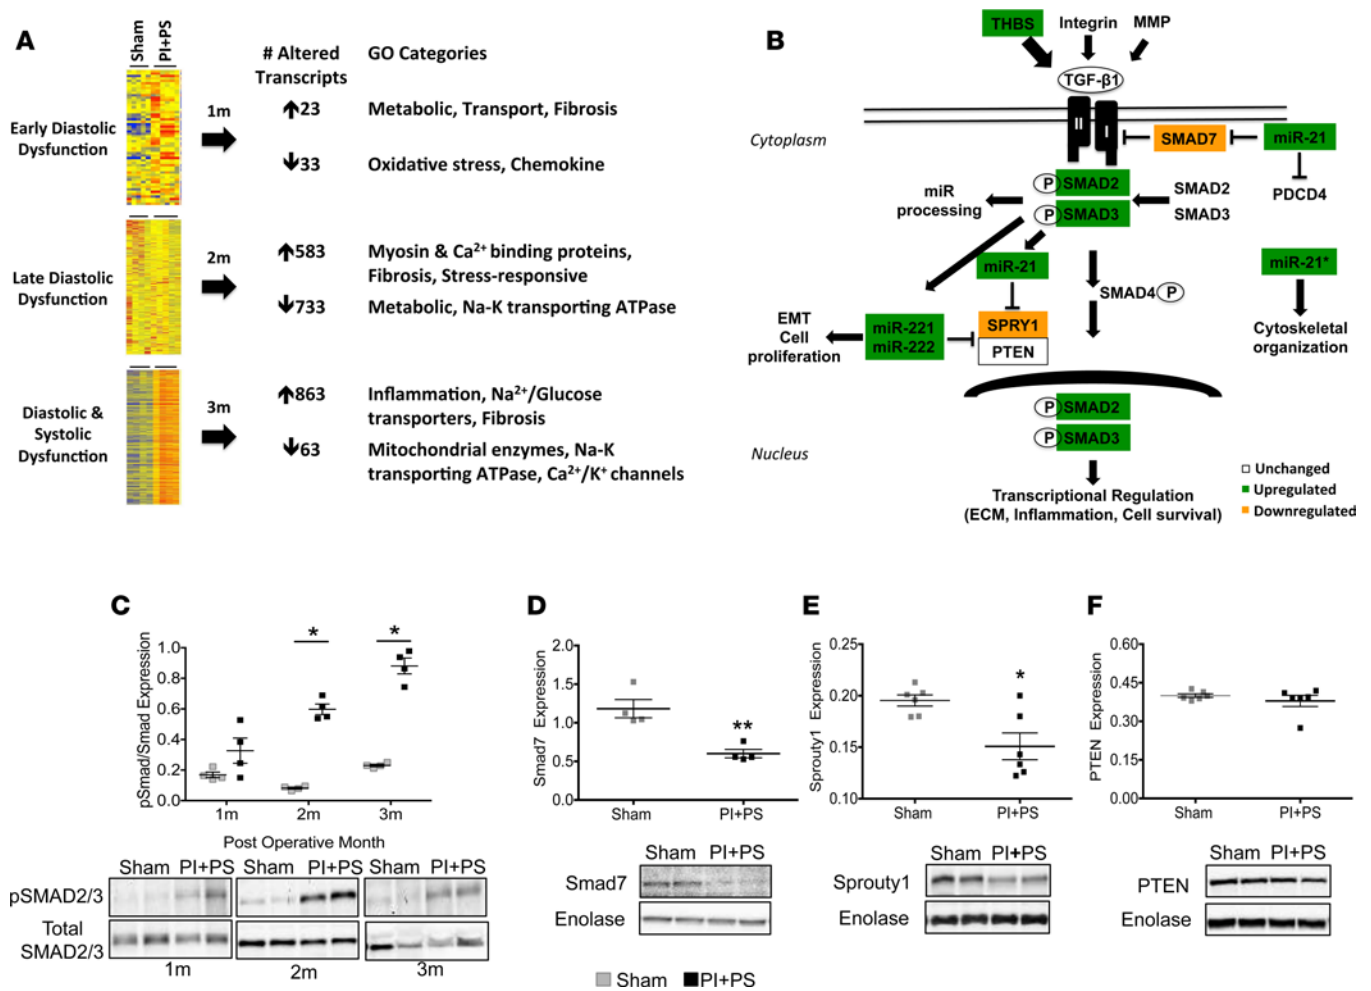 A
Sham
PI+PS
# Altered
Transcripts
GO Categories
Early Diastolic
Dysfunction
1m
↑23
Metabolic, Transport, Fibrosis
↓33
Oxidative stress, Chemokine
Late Diastolic
Dysfunction
2m
↑583
Myosin & Ca²⁺ binding proteins,
Fibrosis, Stress-responsive
↓733
Metabolic, Na-K transporting ATPase
Diastolic &
Systolic
Dysfunction
3m
↑863
Inflammation, Na²⁺/Glucose
transporters, Fibrosis
↓63
Mitochondrial enzymes, Na-K
transporting ATPase, Ca²⁺/K⁺ channels
B
THBS
Integrin
MMP
TGF-β1
II
I
Cytoplasm
SMAD7
miR-21
PDCD4
P SMAD2
P SMAD3
SMAD2
SMAD3
miR
processing
miR-21
SMAD4 P
miR-21*
Cytoskeletal
organization
EMT
Cell
proliferation
miR-221
miR-222
SPRY1
PTEN
P SMAD2
P SMAD3
Nucleus
Transcriptional Regulation
(ECM, Inflammation, Cell survival)
Unchanged
Upregulated
Downregulated
C
pSmad/Smad Expression
1.0
0.8
0.6
0.4
0.2
0.0
*
*
1m 2m 3m
Post Operative Month
Sham PI+PS Sham PI+PS Sham PI+PS
pSMAD2/3
Total
SMAD2/3
1m 2m 3m
D
Smad7 Expression
2.0
1.5
1.0
0.5
0.0
**
Sham PI+PS
Sham PI+PS
Smad7
Enolase
E
Sprouty1 Expression
0.25
0.20
0.15
0.10
*
Sham PI+PS
Sham PI+PS
Sprouty1
Enolase
F
PTEN Expression
0.60
0.45
0.30
0.15
0.00
Sham PI+PS
Sham PI+PS
PTEN
Enolase
Sham PI+PS